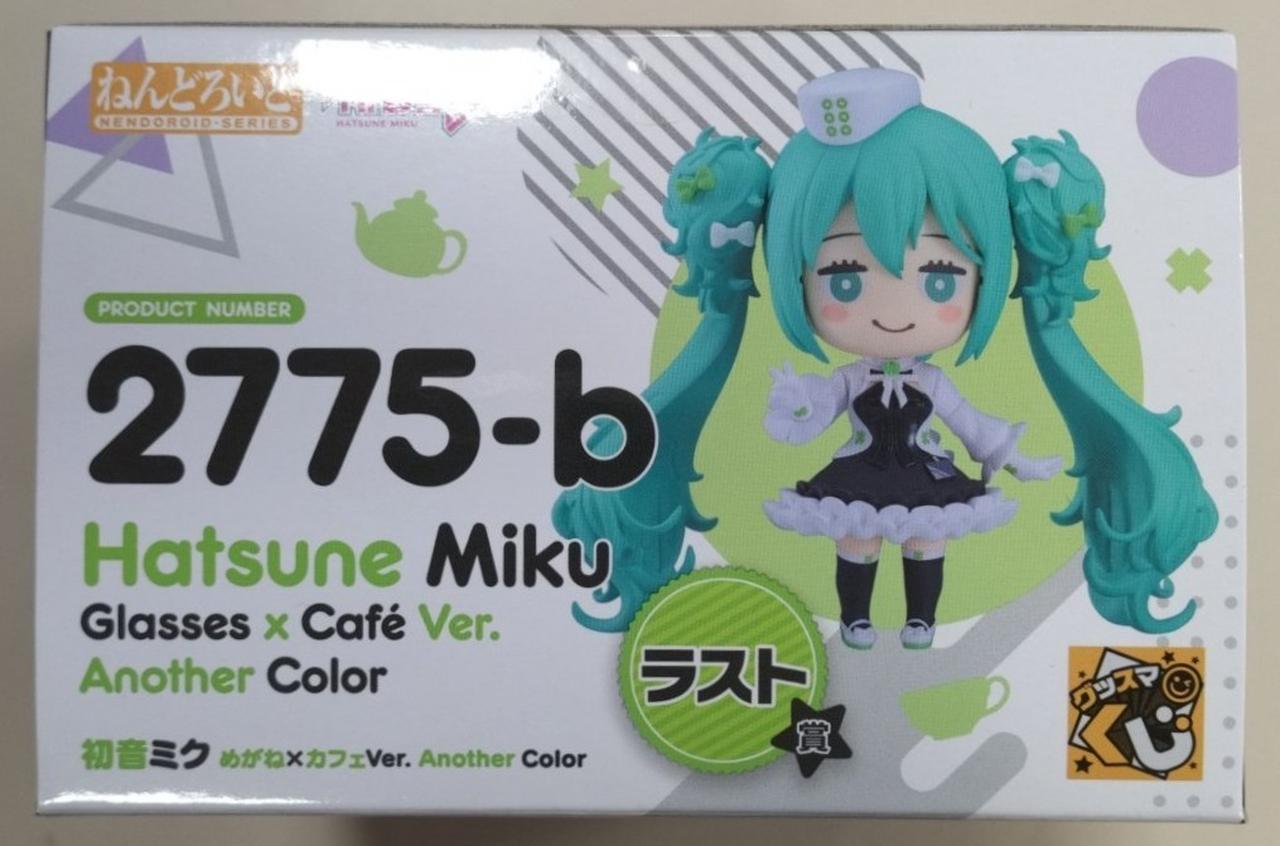 ねんどろいど
NENDOROID·SERIES
HATSUNE MIKU
PRODUCT NUMBER
2775-b
Hatsune Miku
Glasses x Café Ver.
Another Color
初音ミク めがね×カフェVer. Another Color
ラスト
賞
グッスマ
くじ